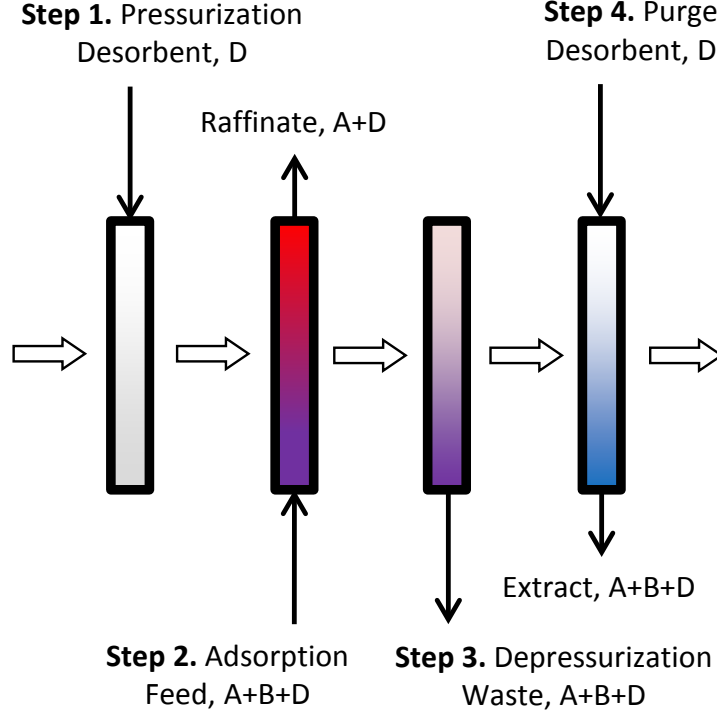 Step 1. Pressurization
Desorbent, D
Step 4. Purge
Desorbent, D
Raffinate, A+D
Extract, A+B+D
Step 2. Adsorption
Feed, A+B+D
Step 3. Depressurization
Waste, A+B+D